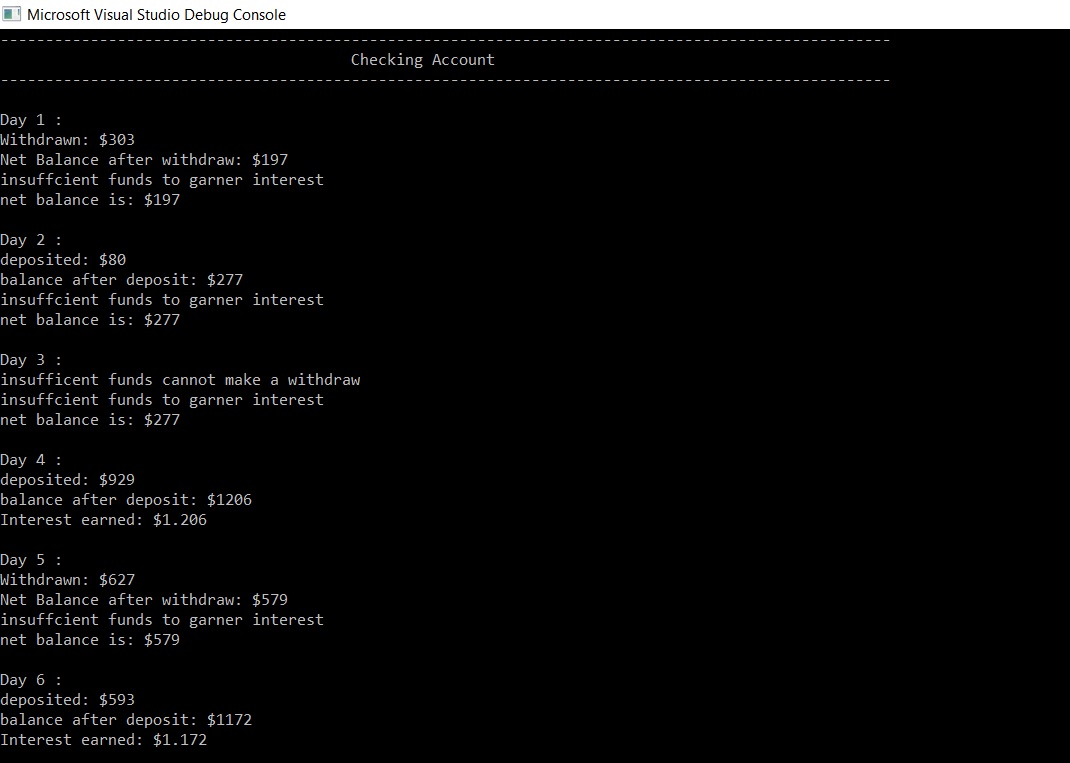 Microsoft Visual Studio Debug Console
---------------------------------------------------------------------------------------------------
Checking Account
---------------------------------------------------------------------------------------------------
Day 1 :
Withdrawn: $303
Net Balance after withdraw: $197
insuffcient funds to garner interest
net balance is: $197
Day 2 :
deposited: $80
balance after deposit: $277
insuffcient funds to garner interest
net balance is: $277
Day 3 :
insufficent funds cannot make a withdraw
insuffcient funds to garner interest
net balance is: $277
Day 4 :
deposited: $929
balance after deposit: $1206
Interest earned: $1.206
Day 5 :
Withdrawn: $627
Net Balance after withdraw: $579
insuffcient funds to garner interest
net balance is: $579
Day 6 :
deposited: $593
balance after deposit: $1172
Interest earned: $1.172